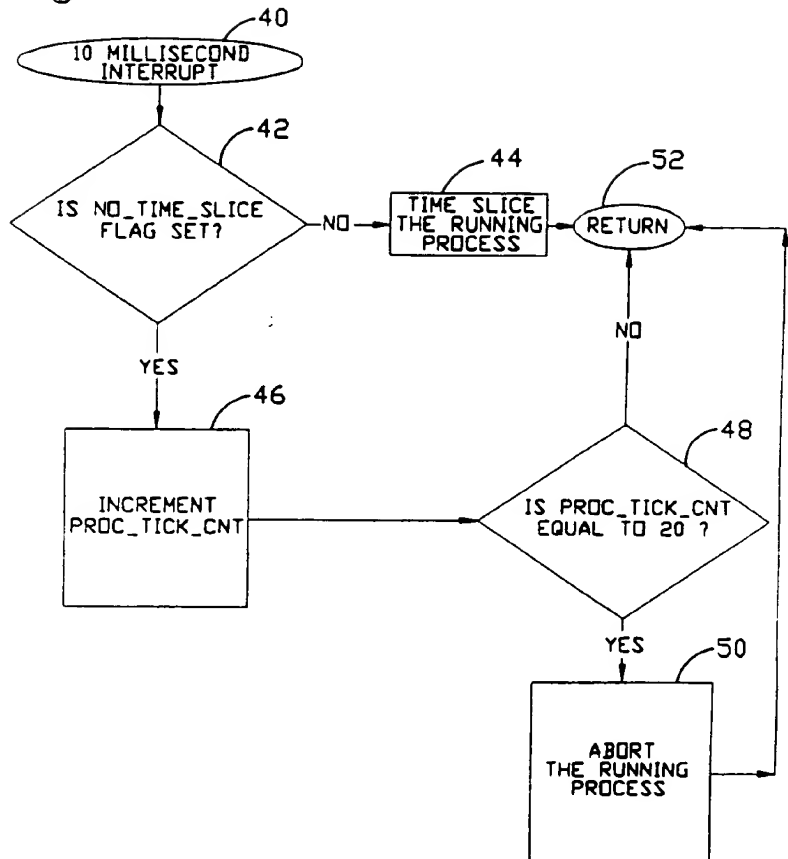 40
10 MILLISECOND
INTERRUPT
42
IS NO_TIME_SLICE
FLAG SET?
NO
44
TIME SLICE
THE RUNNING
PROCESS
52
RETURN
YES
NO
46
INCREMENT
PROC_TICK_CNT
48
IS PROC_TICK_CNT
EQUAL TO 20 ?
YES
50
ABORT
THE RUNNING
PROCESS